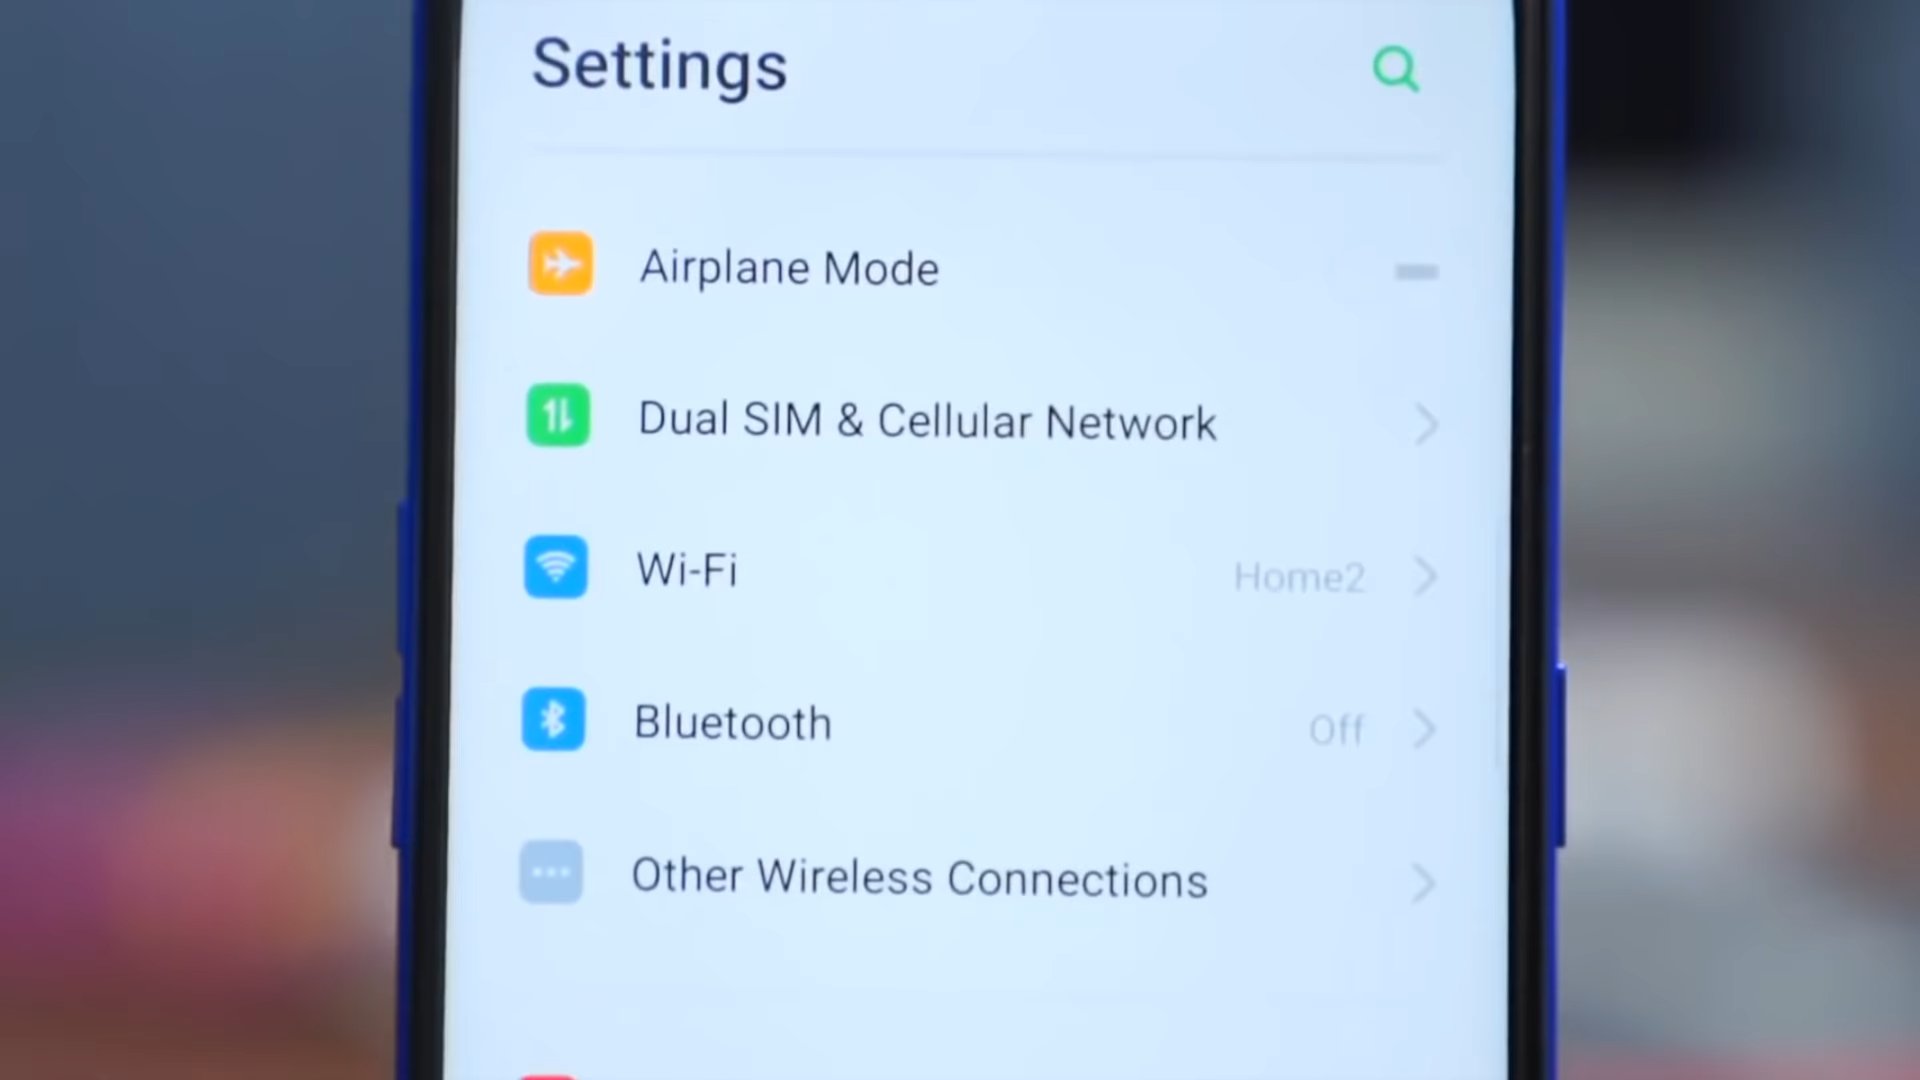 Settings
Airplane Mode
Dual SIM & Cellular Network
Wi-Fi Home2
Bluetooth Off
Other Wireless Connections